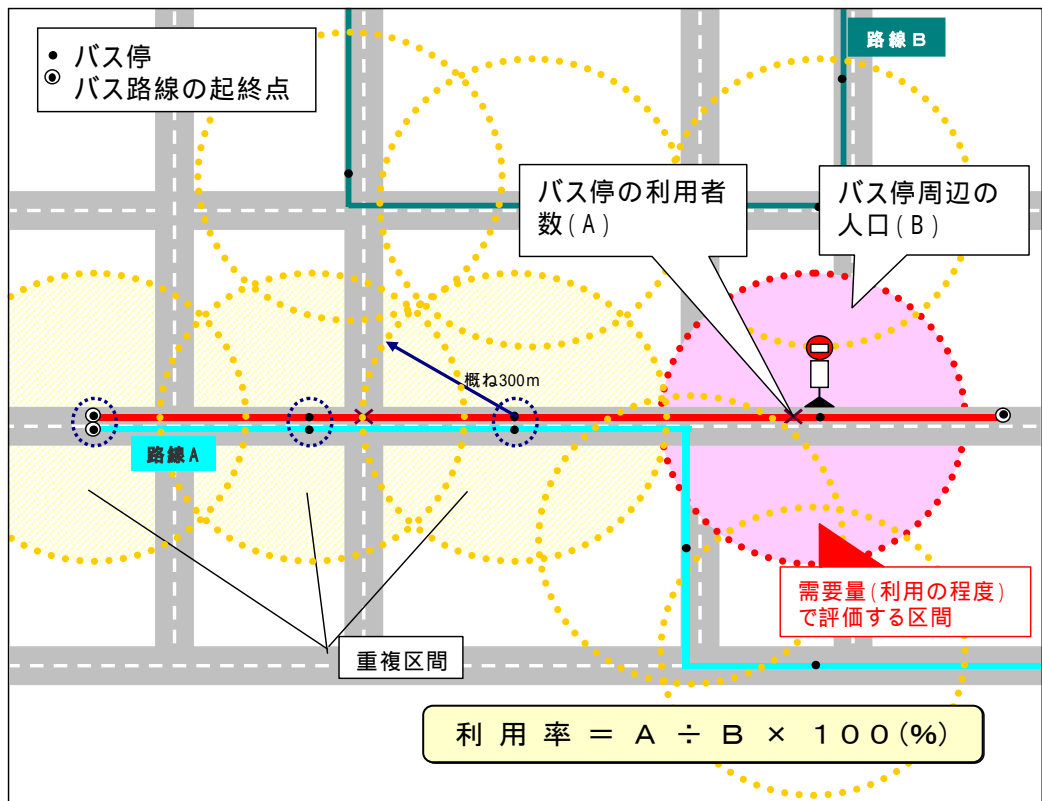 バス停
バス路線の起終点
路線B
バス停の利用者
数(A)
バス停周辺の
人口(B)
概ね300m
路線A
需要量(利用の程度)
で評価する区間
重複区間
利用率＝A÷B×100(%)